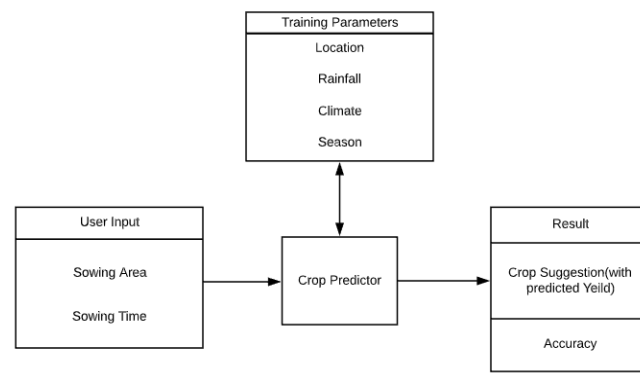 Training Parameters
Location
Rainfall
Climate
Season
User Input
Sowing Area
Sowing Time
Crop Predictor
Result
Crop Suggestion(with
predicted Yeild)
Accuracy